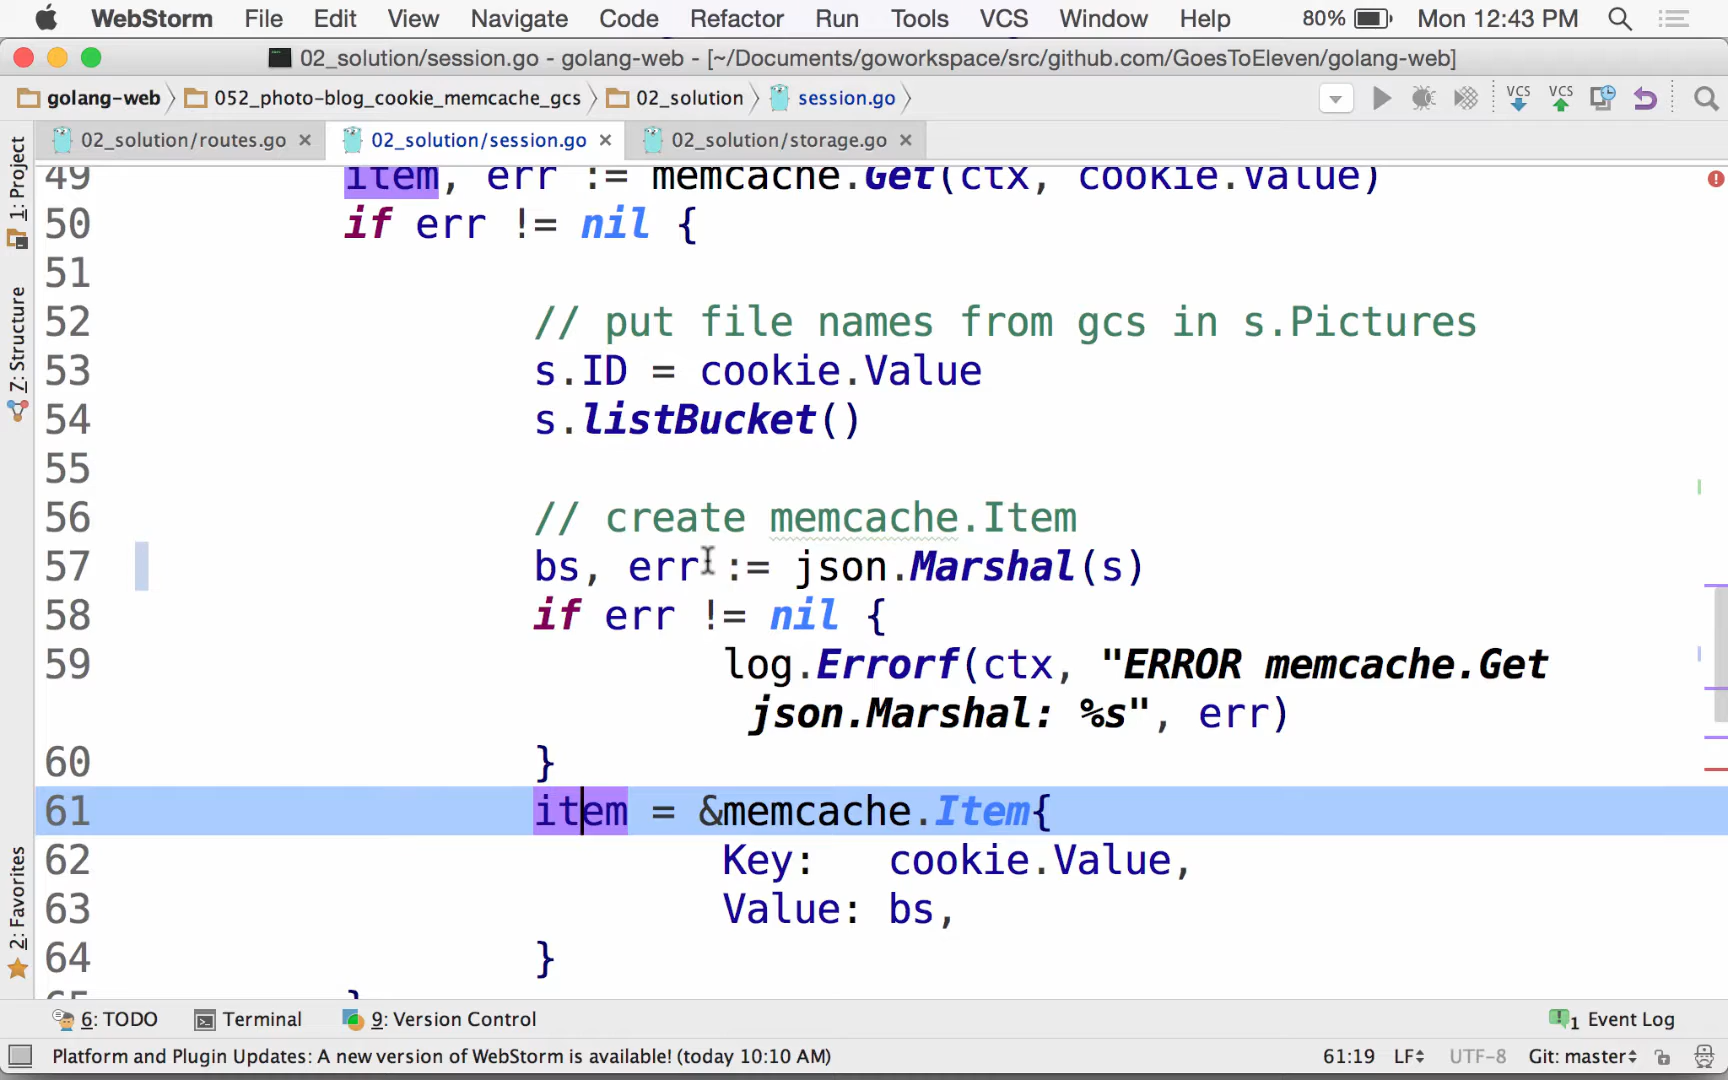 WebStorm File Edit View Navigate Code Refactor Run Tools VCS Window Help 80% Mon 12:43 PM
02_solution/session.go - golang-web - [~/Documents/goworkspace/src/github.com/GoesToEleven/golang-web]
golang-web 052_photo-blog_cookie_memcache_gcs 02_solution session.go VCS VCS
02_solution/routes.go 02_solution/session.go 02_solution/storage.go
1: Project
7: Structure
2: Favorites
49 item, err := memcache.Get(ctx, cookie.Value)
50 if err != nil {
51
52 // put file names from gcs in s.Pictures
53 s.ID = cookie.Value
54 s.listBucket()
55
56 // create memcache.Item
57 bs, err := json.Marshal(s)
58 if err != nil {
59 log.Errorf(ctx, "ERROR memcache.Get
json.Marshal: %s", err)
60 }
61 item = &memcache.Item{
62 Key: cookie.Value,
63 Value: bs,
64 }
65 }
6: TODO Terminal 9: Version Control 1 Event Log
Platform and Plugin Updates: A new version of WebStorm is available! (today 10:10 AM) 61:19 LF UTF-8 Git: master